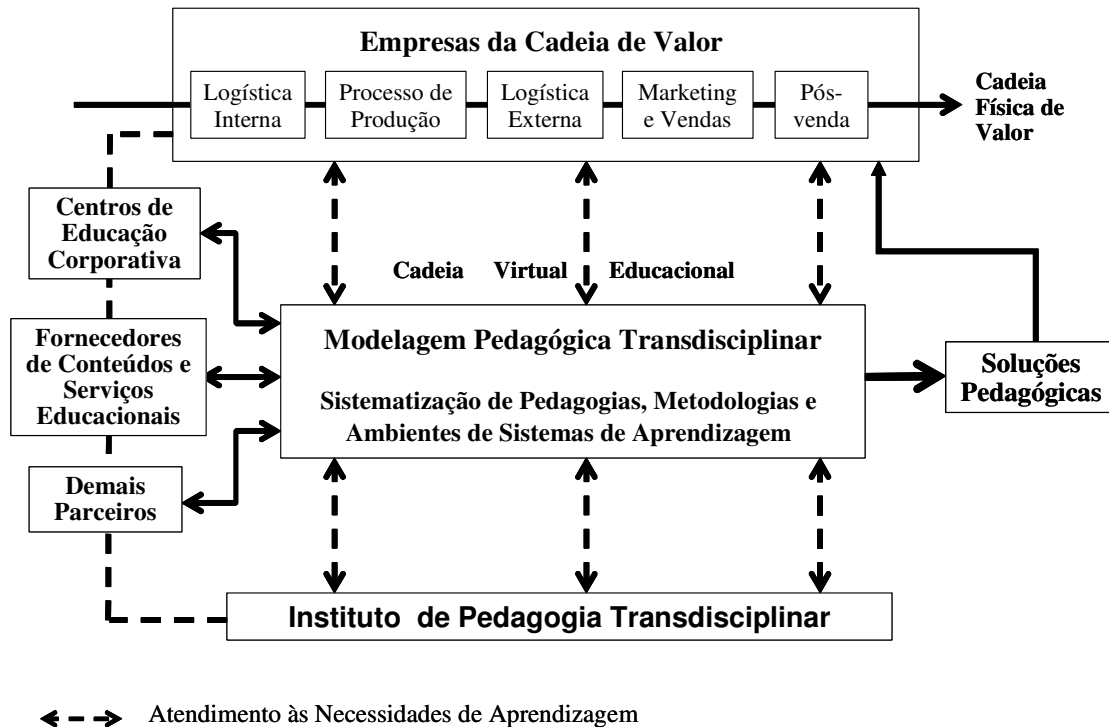 Empresas da Cadeia de Valor
Logística
Interna
Processo de
Produção
Logística
Externa
Marketing
e Vendas
Pós-
venda
Cadeia
Física de
Valor
Centros de
Educação
Corporativa
Cadeia Virtual Educacional
Fornecedores
de Conteúdos e
Serviços
Educacionais
Modelagem Pedagógica Transdisciplinar
Sistematização de Pedagogias, Metodologias e
Ambientes de Sistemas de Aprendizagem
Soluções
Pedagógicas
Demais
Parceiros
Instituto de Pedagogia Transdisciplinar
Atendimento às Necessidades de Aprendizagem